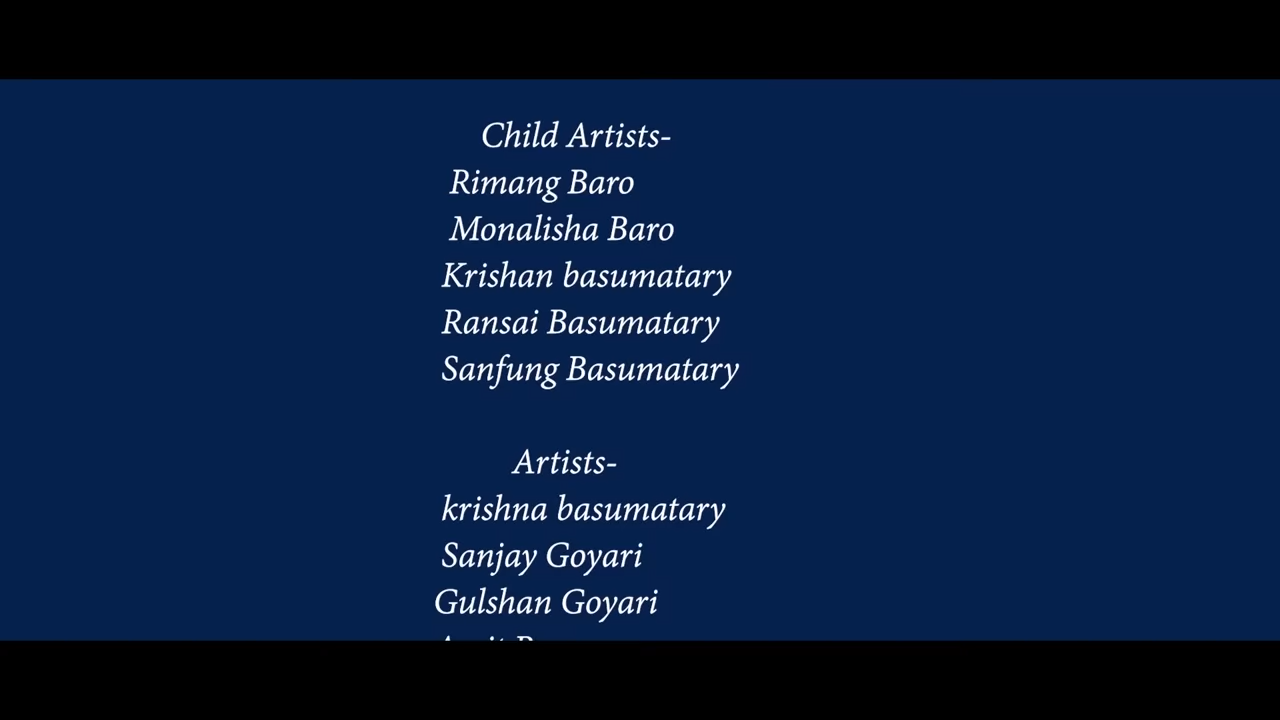 Child Artists-
Rimang Baro
Monalisha Baro
Krishan basumatary
Ransai Basumatary
Sanfung Basumatary
Artists-
krishna basumatary
Sanjay Goyari
Gulshan Goyari